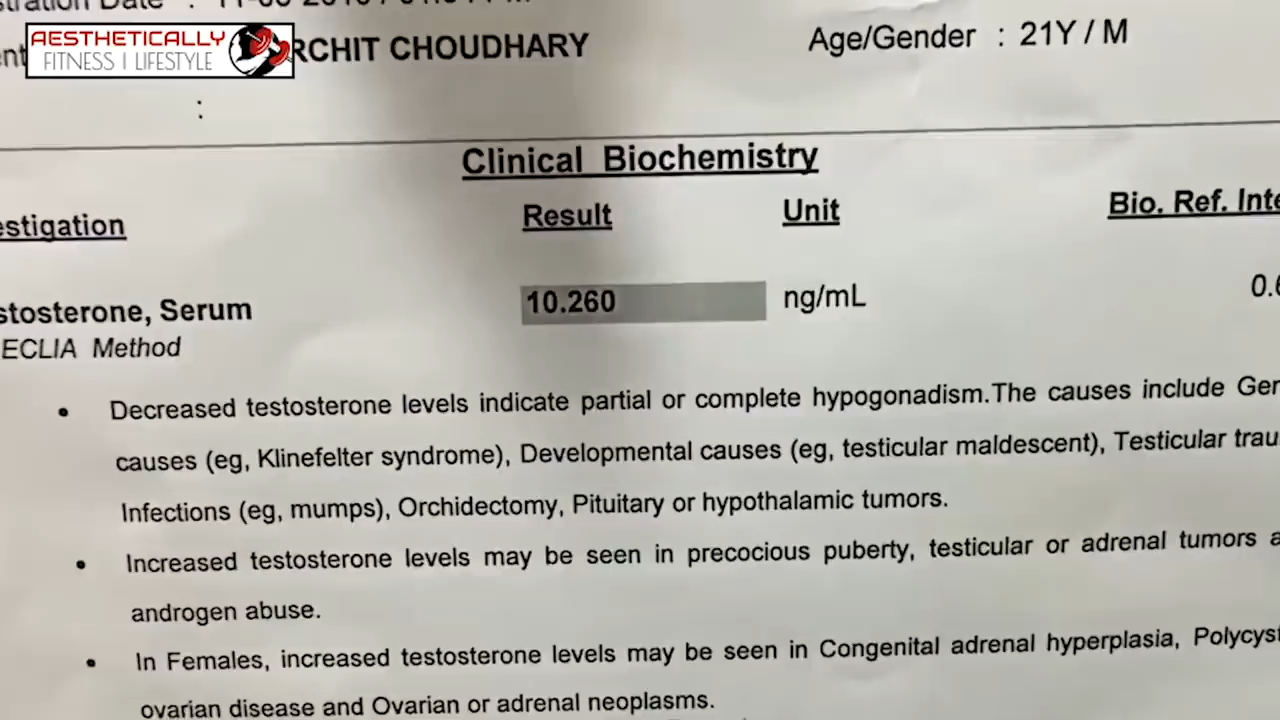 AESTHETICALLY
FITNESS | LIFESTYLE
RCHIT CHOUDHARY
Age/Gender : 21Y / M
:
Clinical Biochemistry
estigation Result Unit Bio. Ref. Inte
stosterone, Serum 10.260 ng/mL 0.6
ECLIA Method
• Decreased testosterone levels indicate partial or complete hypogonadism.The causes include Gen
causes (eg, Klinefelter syndrome), Developmental causes (eg, testicular maldescent), Testicular trau
Infections (eg, mumps), Orchidectomy, Pituitary or hypothalamic tumors.
• Increased testosterone levels may be seen in precocious puberty, testicular or adrenal tumors a
androgen abuse.
• In Females, increased testosterone levels may be seen in Congenital adrenal hyperplasia, Polycyst
ovarian disease and Ovarian or adrenal neoplasms.